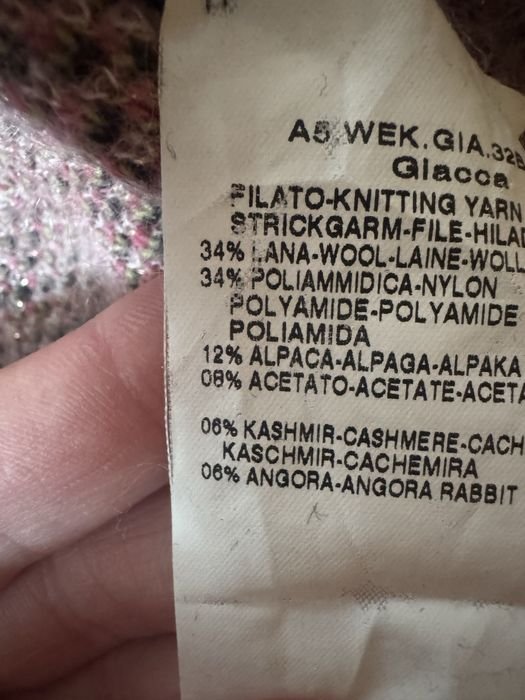 A5.WEK.GIA.32
Giacca
FILATO-KNITTING YARN
STRICKGARM-FILE-HILAD
34% LANA-WOOL-LAINE-WOLL
34% POLIAMMIDICA-NYLON
POLYAMIDE-POLYAMIDE
POLIAMIDA
12% ALPACA-ALPAGA-ALPAKA
08% ACETATO-ACETATE-ACETA
06% KASHMIR-CASHMERE-CACH
KASCHMIR-CACHEMIRA
06% ANGORA-ANGORA RABBIT